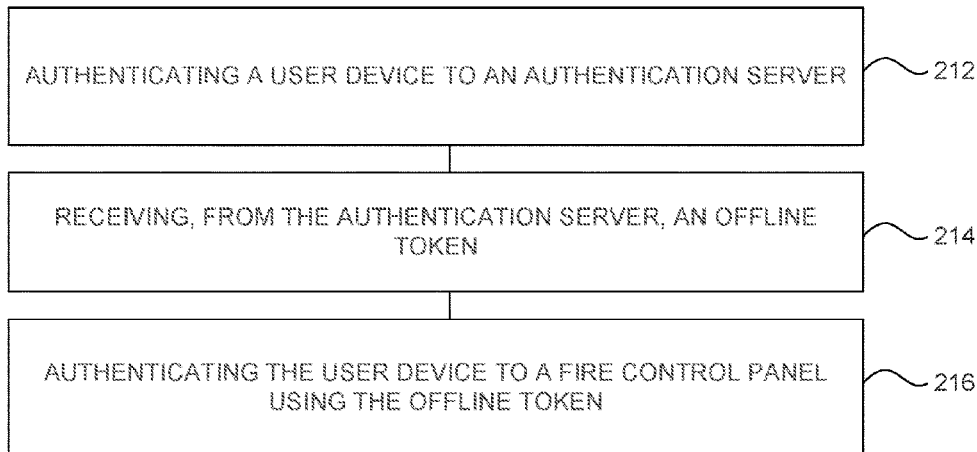 AUTHENTICATING A USER DEVICE TO AN AUTHENTICATION SERVER
212
RECEIVING, FROM THE AUTHENTICATION SERVER, AN OFFLINE
TOKEN
214
AUTHENTICATING THE USER DEVICE TO A FIRE CONTROL PANEL
USING THE OFFLINE TOKEN
216